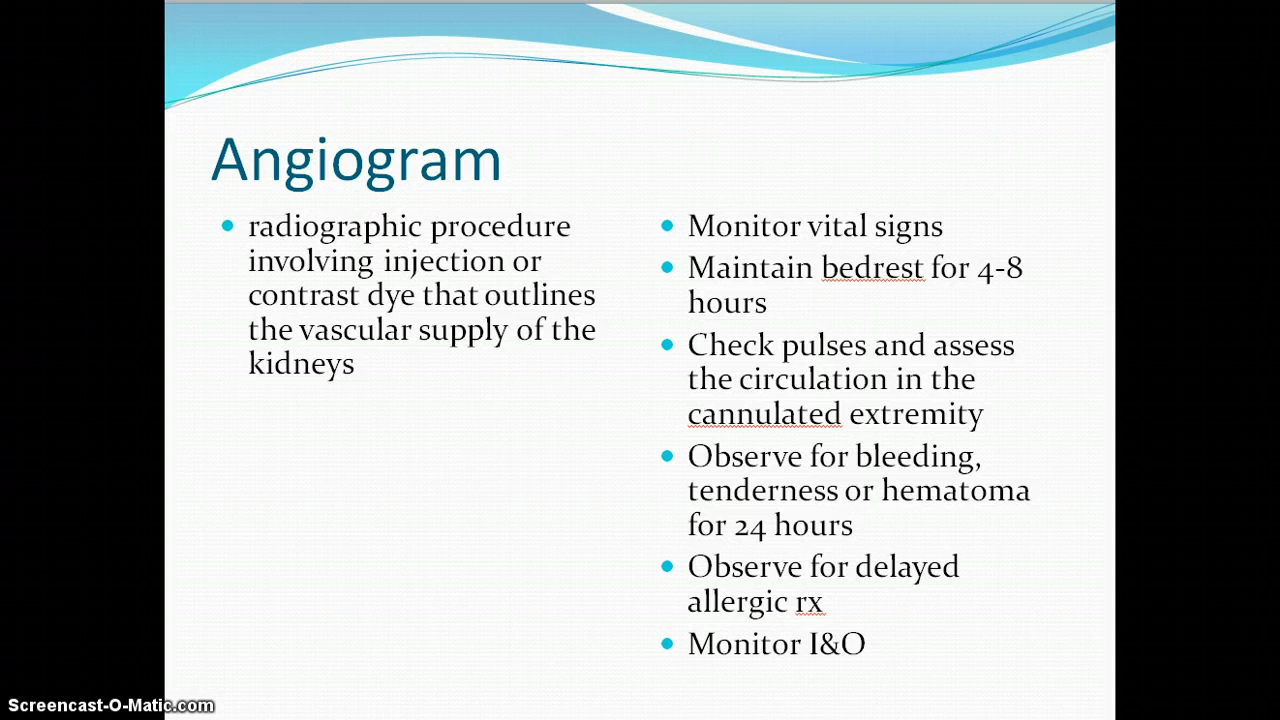 Angiogram
radiographic procedure
involving injection or
contrast dye that outlines
the vascular supply of the
kidneys
Monitor vital signs
Maintain bedrest for 4-8
hours
Check pulses and assess
the circulation in the
cannulated extremity
Observe for bleeding,
tenderness or hematoma
for 24 hours
Observe for delayed
allergic rx
Monitor I&O
Screencast-O-Matic.com